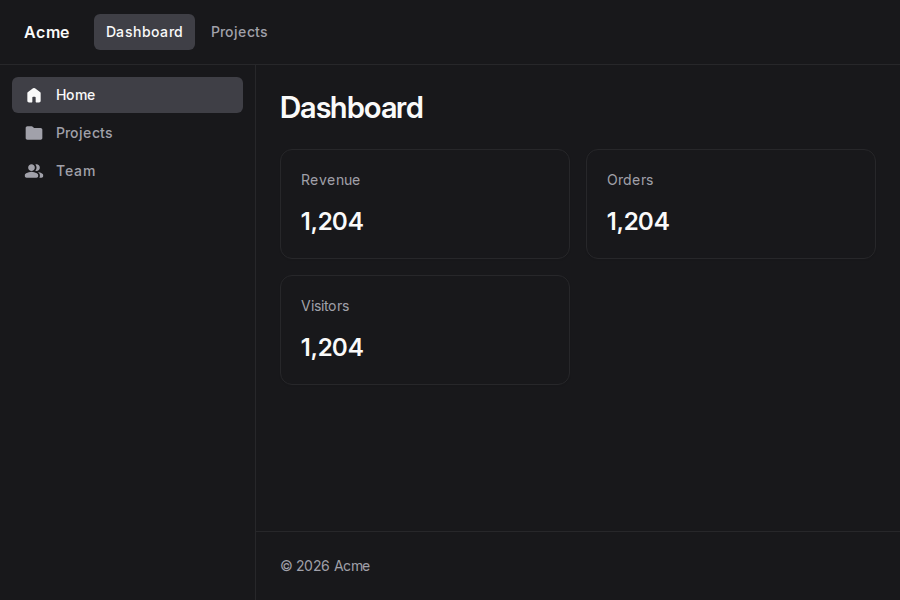 Acme Dashboard Projects
Home
Projects
Team
Dashboard
Revenue
1,204
Orders
1,204
Visitors
1,204
© 2026 Acme